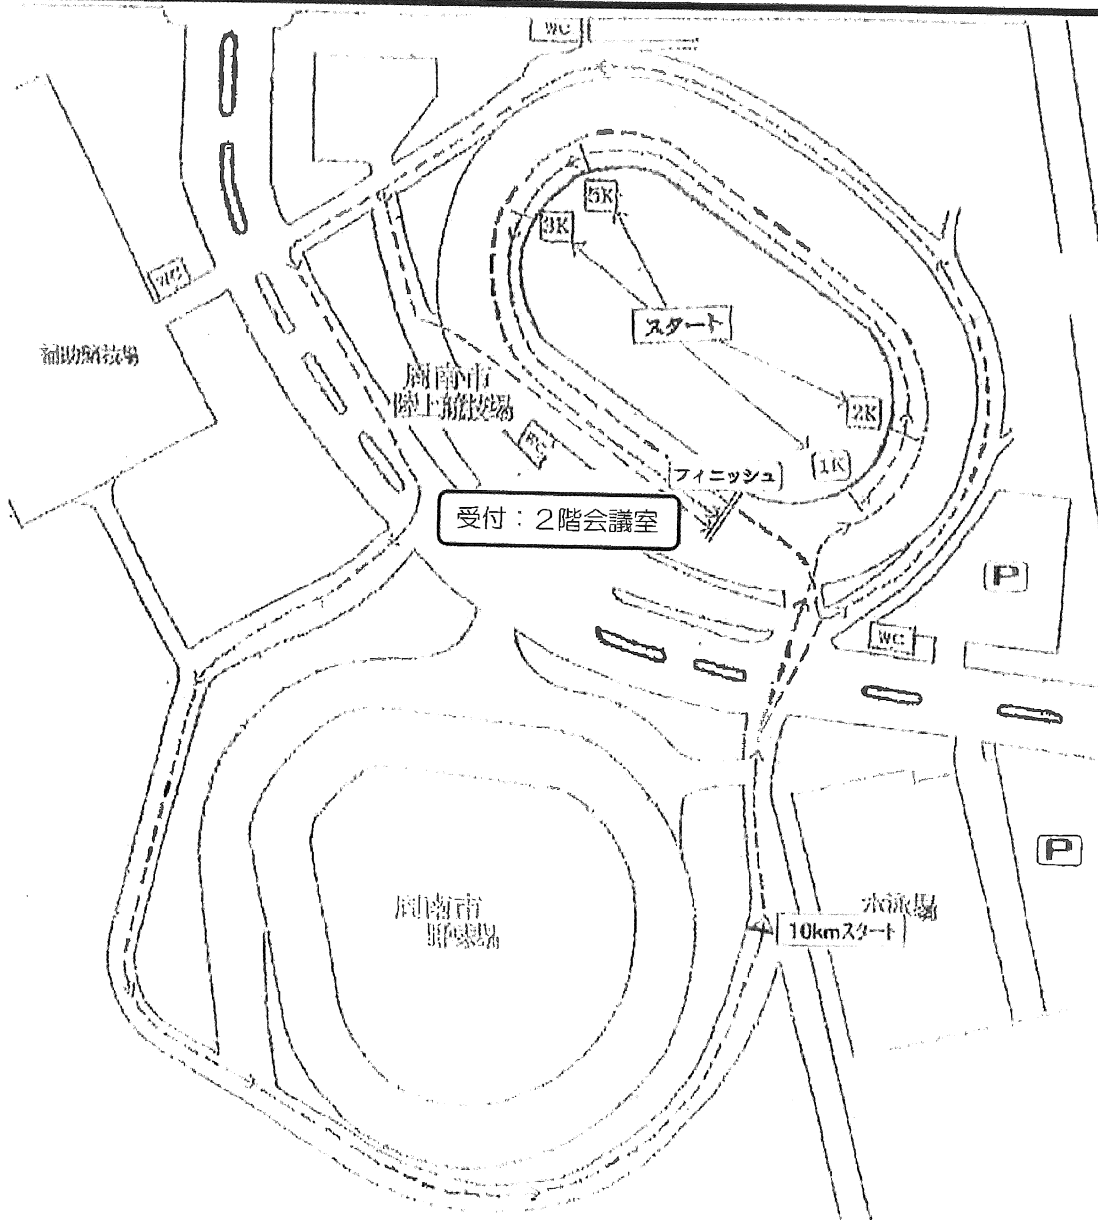 WC
5K
3K
WC
スタート
補助競技場
周南市
陸上競技場
2K
WC
1K
フィニッシュ
受付：２階会議室
P
WC
P
周南市
野球場
水泳場
10kmスタート